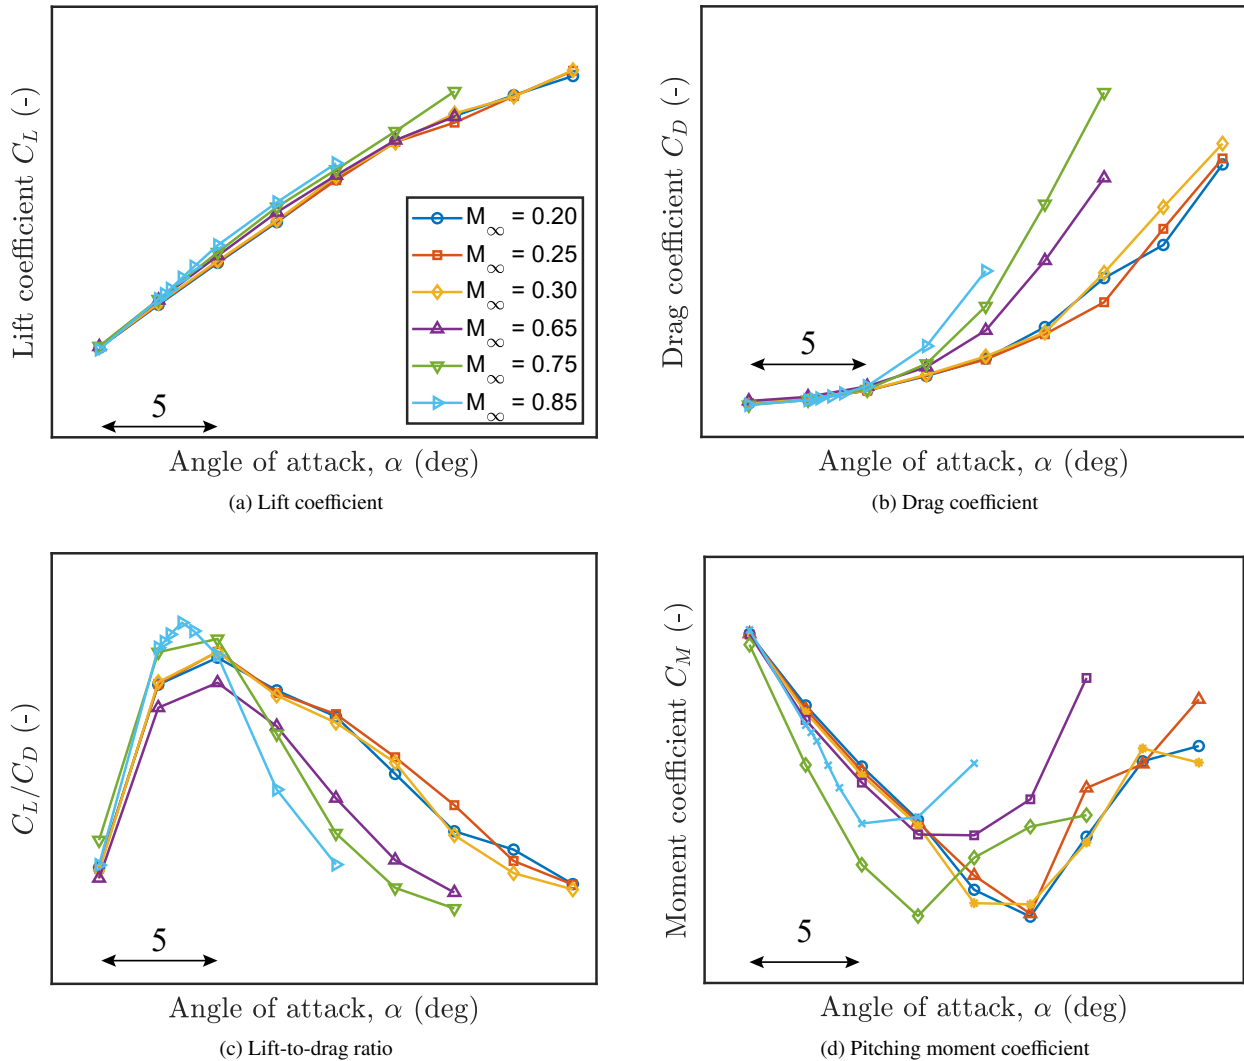 Lift coefficient C_L (-)
M_∞ = 0.20
M_∞ = 0.25
M_∞ = 0.30
M_∞ = 0.65
M_∞ = 0.75
M_∞ = 0.85
5
Angle of attack, α (deg)
(a) Lift coefficient
Drag coefficient C_D (-)
5
Angle of attack, α (deg)
(b) Drag coefficient
C_L/C_D (-)
5
Angle of attack, α (deg)
(c) Lift-to-drag ratio
Moment coefficient C_M (-)
5
Angle of attack, α (deg)
(d) Pitching moment coefficient